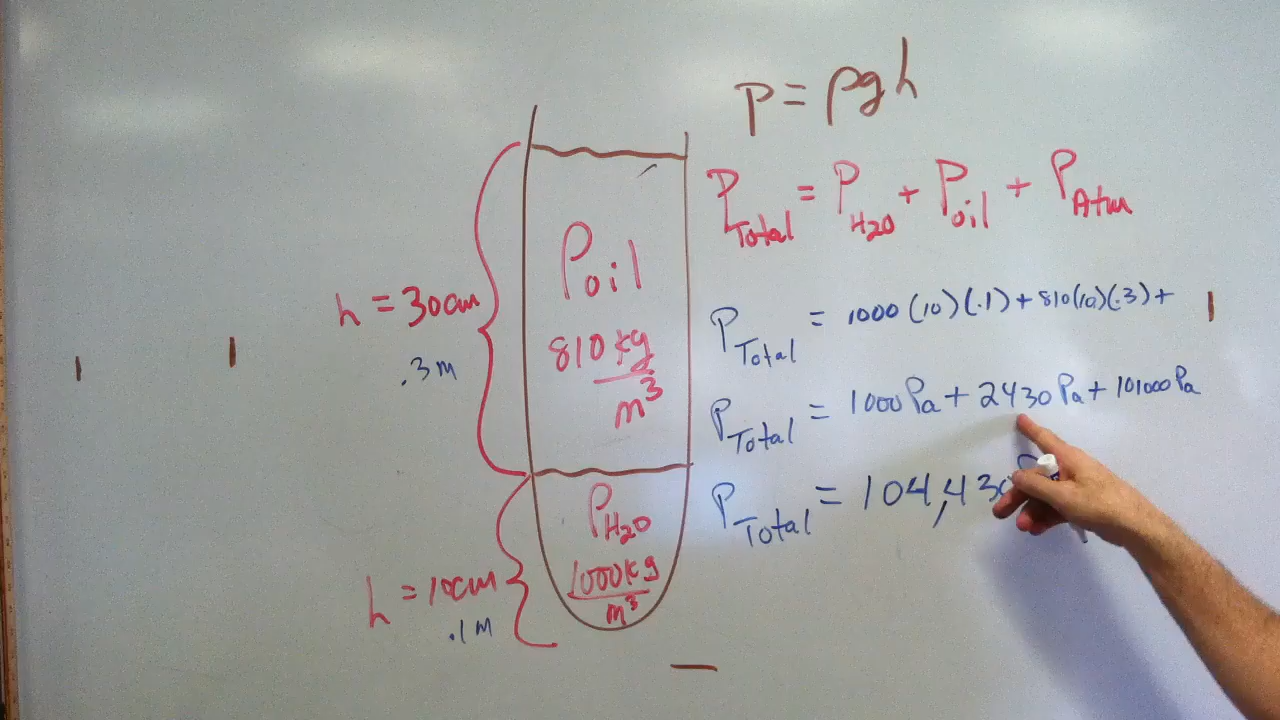 P = ρgh
P Total = P H2O + P oil + P Atm
P Total = 1000 (10) (.1) + 810(10)(.3) +
P Total = 1000 Pa + 2430 Pa + 101000 Pa
P Total = 104,430
h = 30cm
.3 M
ρ oil
810 kg
m³
ρ H2O
1000 kg
m³
h = 10cm
.1 M